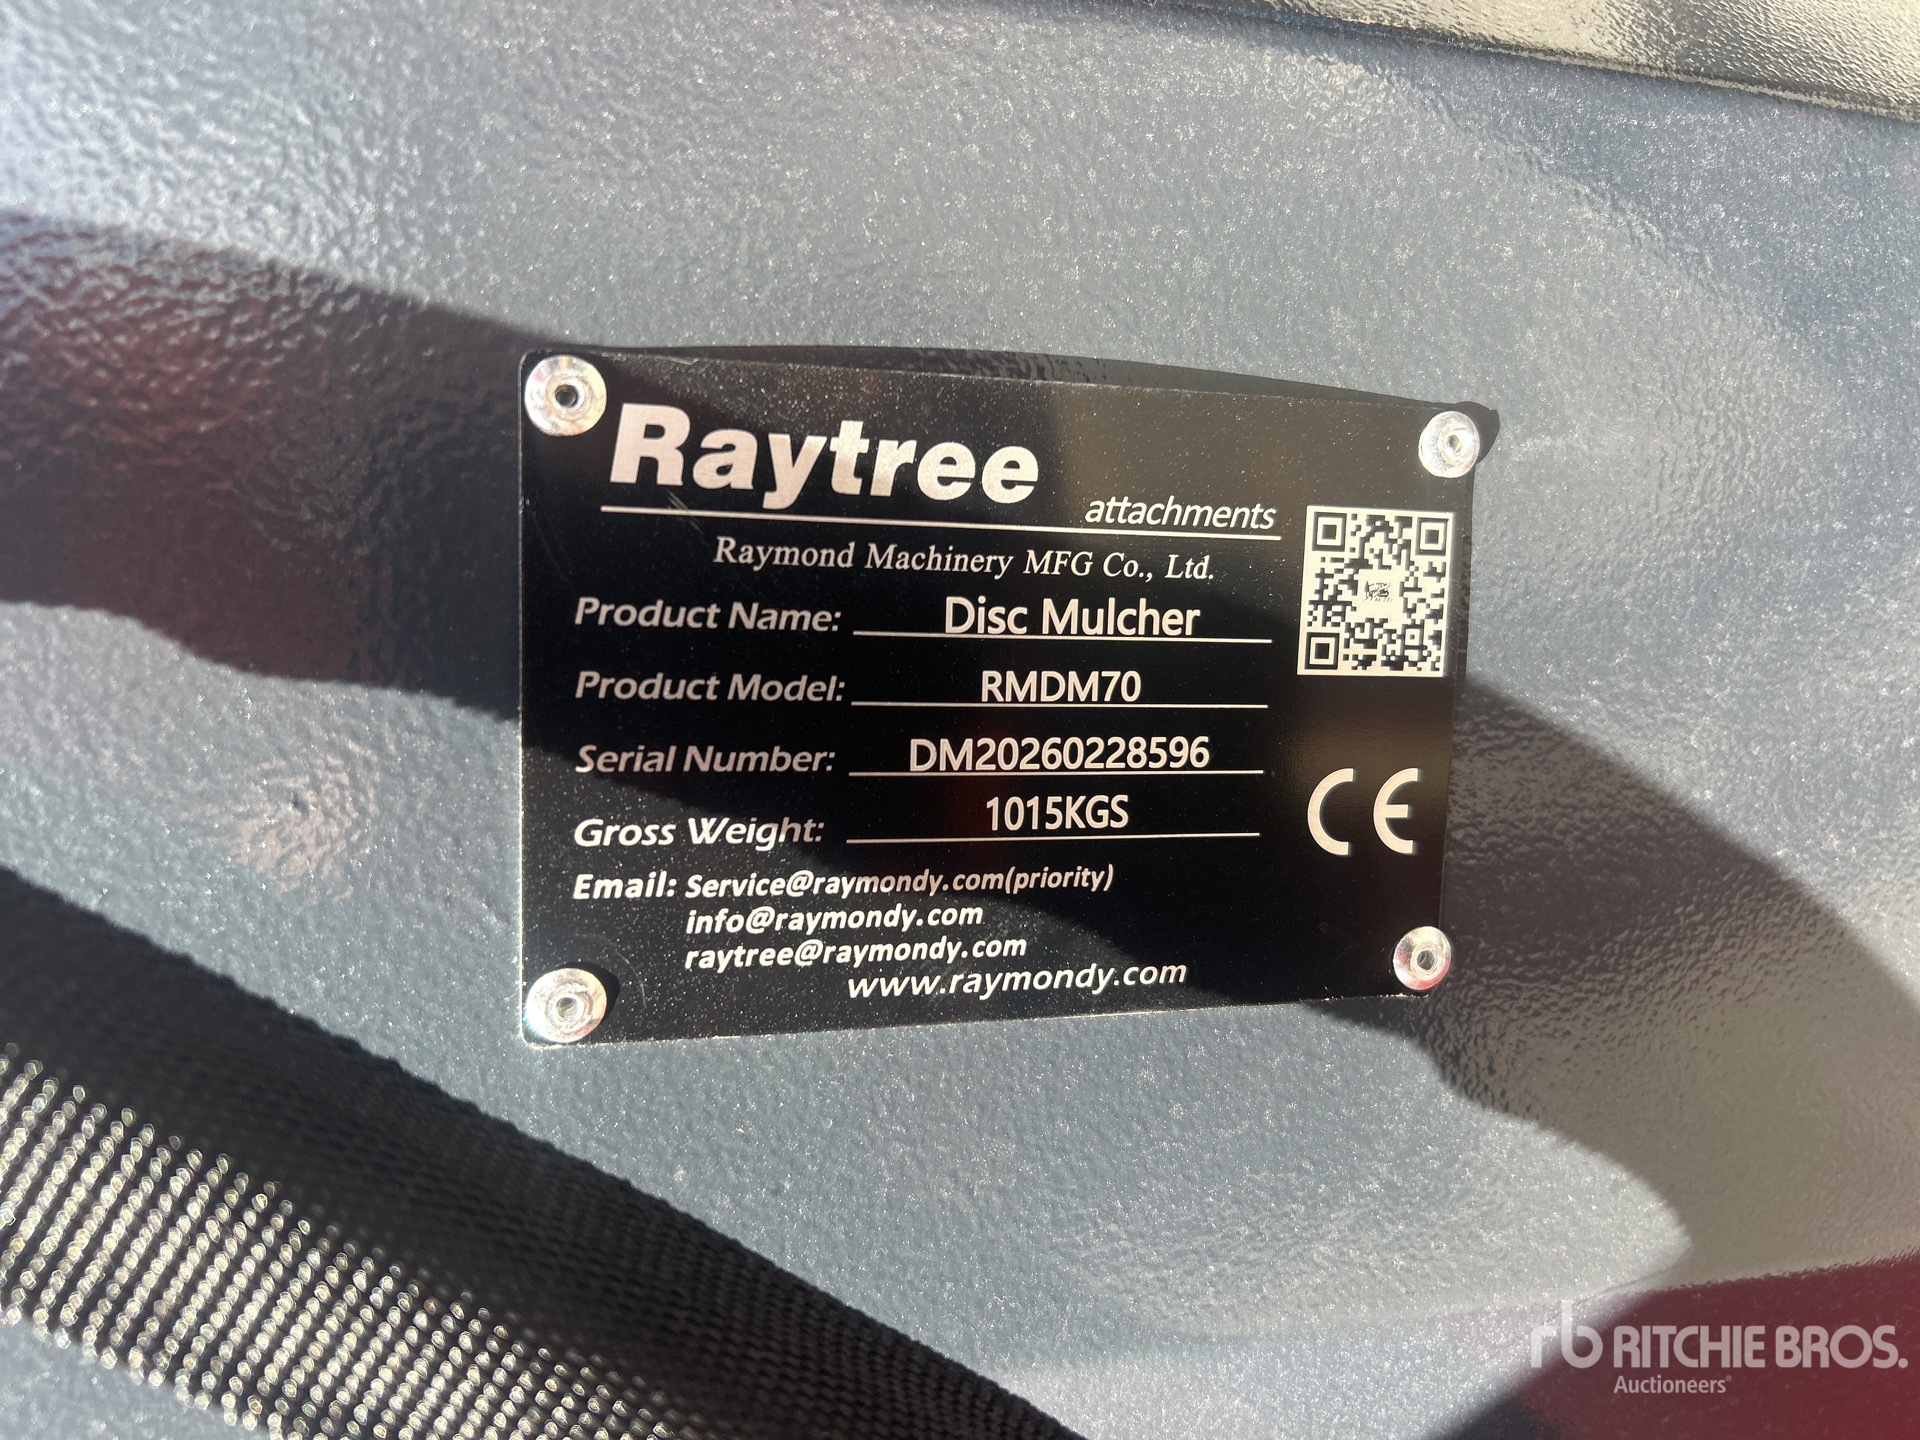 Raytree
attachments
Raymond Machinery MFG Co., Ltd.
Product Name: Disc Mulcher
Product Model: RMDM70
Serial Number: DM20260228596
Gross Weight: 1015KGS
CE
Email: Service@raymondy.com(priority)
info@raymondy.com
raytree@raymondy.com
www.raymondy.com
rb RITCHIE BROS.
Auctioneers®